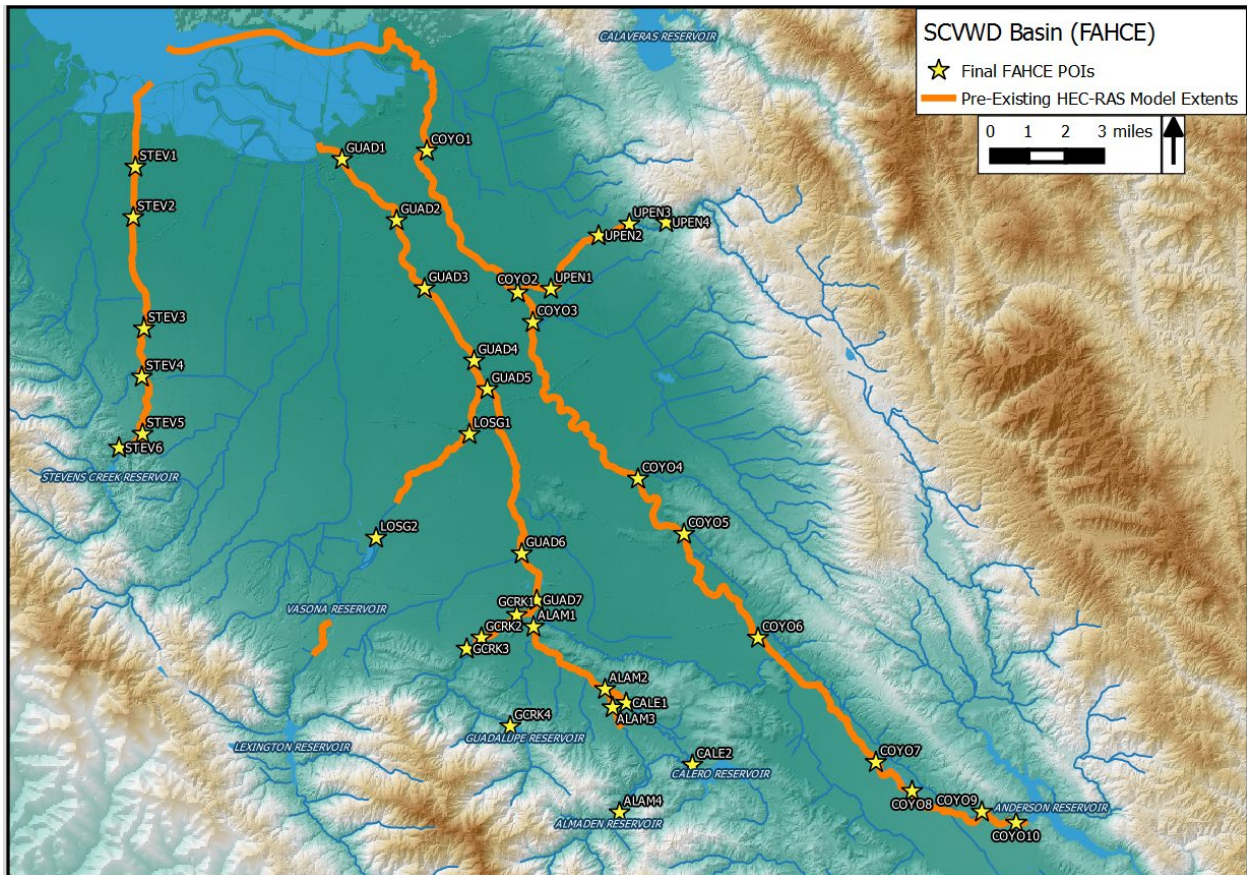 CALAVERAS RESERVOIR
SCVWD Basin (FAHCE)
Final FAHCE POIs
Pre-Existing HEC-RAS Model Extents
0 1 2 3 miles
COYO1
GUAD1
STEV1
STEV2
GUAD2
UPEN3
UPEN4
UPEN2
GUAD3
COYO2
UPEN1
COYO3
STEV3
GUAD4
STEV4
GUAD5
STEV5
LOSG1
STEV6
STEVENS CREEK RESERVOIR
COYO4
LOSG2
COYO5
GUAD6
VASONA RESERVOIR
GCRK1
GUAD7
ALAM1
GCRK2
GCRK3
COYO6
ALAM2
CALE1
ALAM3
GCRK4
GUADALUPE RESERVOIR
LEXINGTON RESERVOIR
CALE2
CALERO RESERVOIR
COYO7
COYO8
COYO9
ANDERSON RESERVOIR
COYO10
ALAM4
ALMADEN RESERVOIR